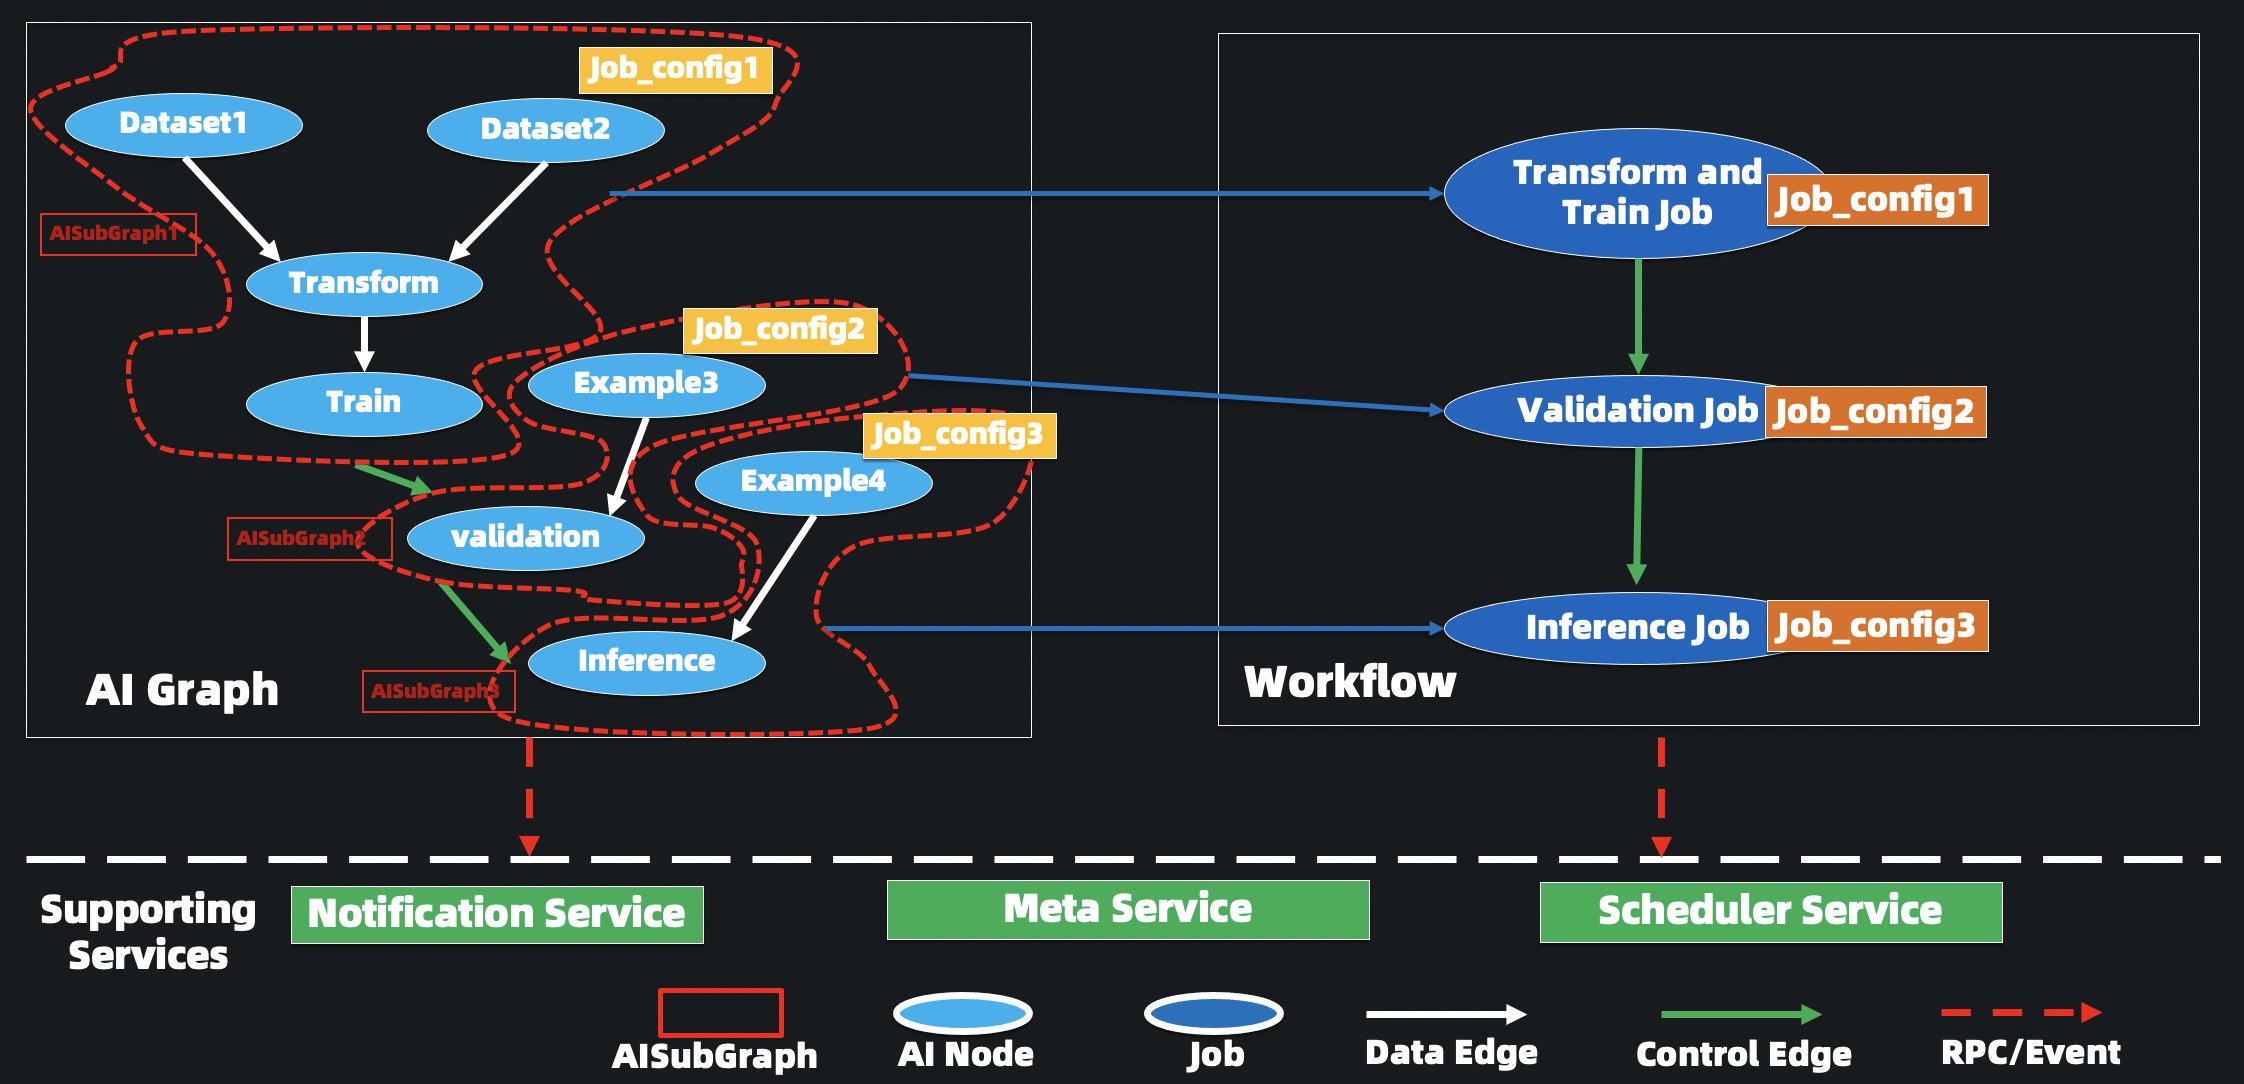 Job_config1
Dataset1
Dataset2
AISubGraph1
Transform
Job_config2
Example3
Train
Job_config3
Example4
AISubGraph2
validation
Inference
AISubGraph3
AI Graph
Transform and
Train Job
Job_config1
Validation Job
Job_config2
Inference Job
Job_config3
Workflow
Supporting
Services
Notification Service
Meta Service
Scheduler Service
AISubGraph
AI Node
Job
Data Edge
Control Edge
RPC/Event